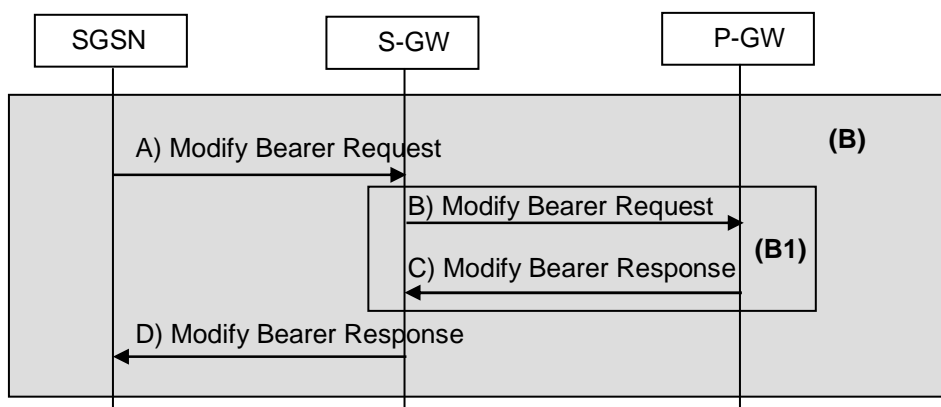 SGSN
S-GW
P-GW
(B)
A) Modify Bearer Request
B) Modify Bearer Request
(B1)
C) Modify Bearer Response
D) Modify Bearer Response